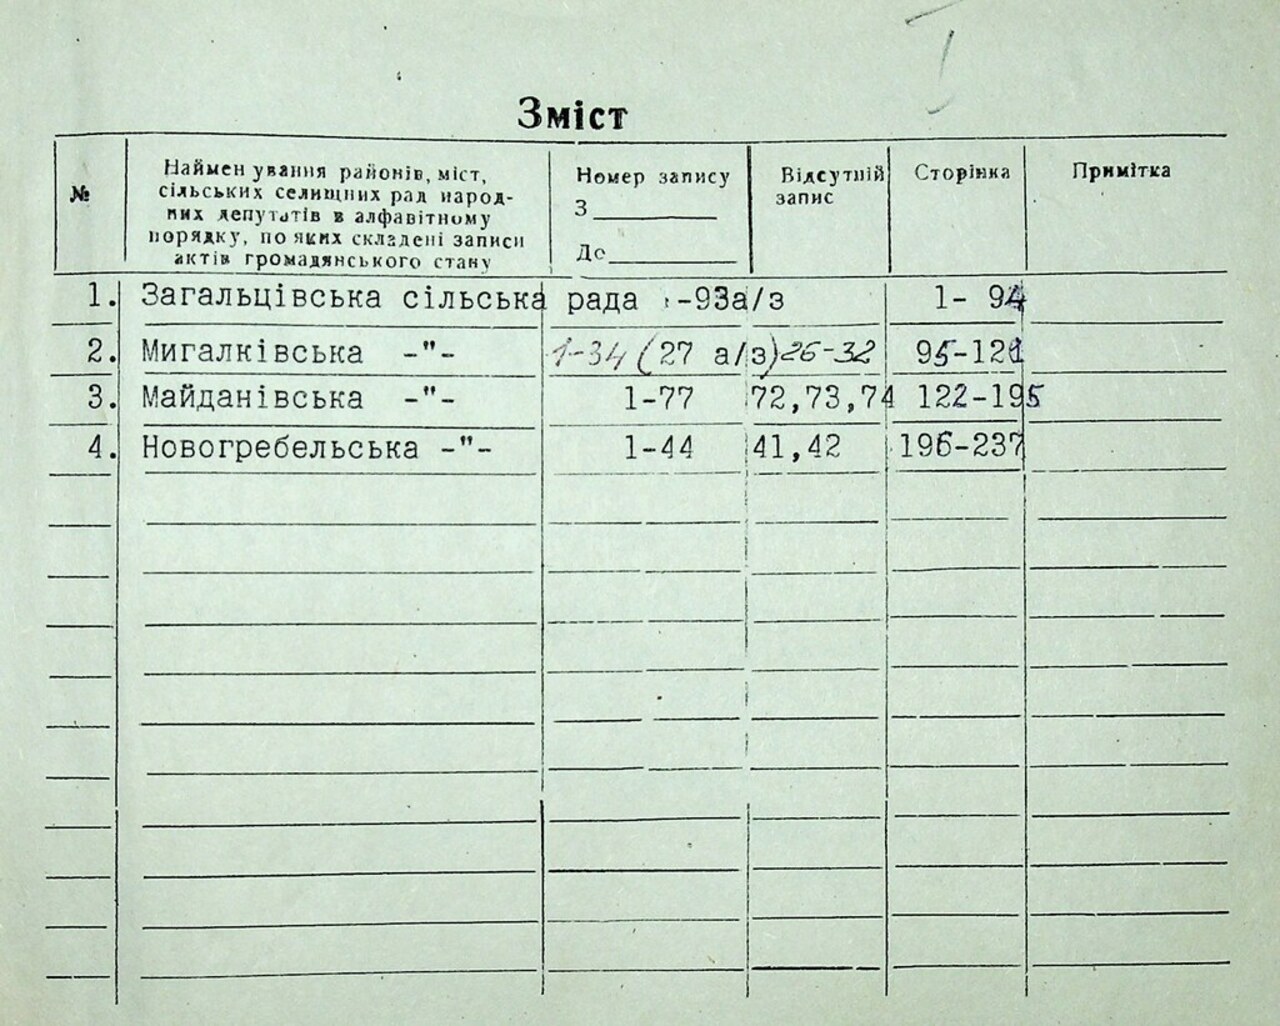 Зміст
№
Наймен ування районів, міст,
сільських селищних рад народ-
них депутатів в алфавітному
порядку, по яких складені записи
актів громадянського стану
Номер запису
З
До
Відсутній
запис
Сторінка
Примітка
1. Загальцівська сільська рада -93а/з 1- 94
2. Мигалківська -"- 1-34 (27 а/з) 26-32 95-121
3. Майданівська -"- 1-77 72,73,74 122-195
4. Новогребельська -"- 1-44 41,42 196-237